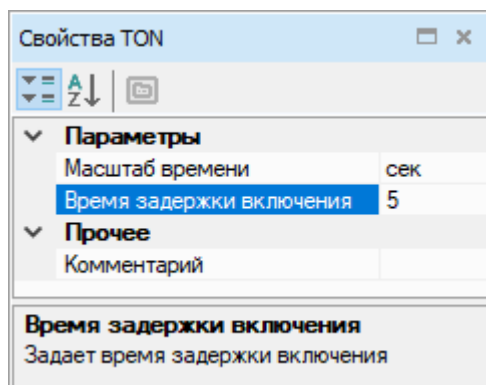 Свойства TON
Параметры
Масштаб времени сек
Время задержки включения 5
Прочее
Комментарий
Время задержки включения
Задает время задержки включения